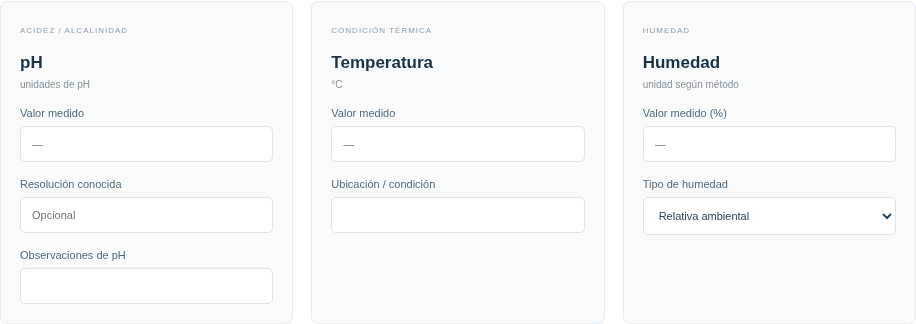 ACIDEZ / ALCALINIDAD
pH
unidades de pH
Valor medido
—
Resolución conocida
Opcional
Observaciones de pH
CONDICIÓN TÉRMICA
Temperatura
°C
Valor medido
—
Ubicación / condición
HUMEDAD
Humedad
unidad según método
Valor medido (%)
—
Tipo de humedad
Relativa ambiental